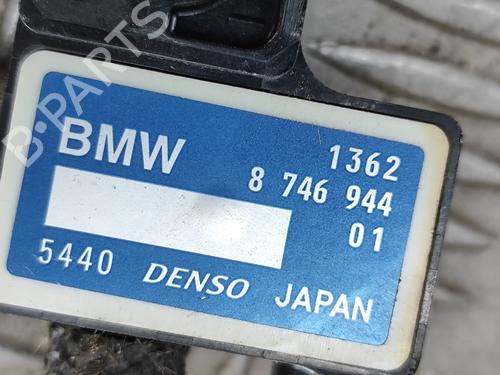 B-PARTS
BMW 1362
8 746 944
01
5440 DENSO JAPAN